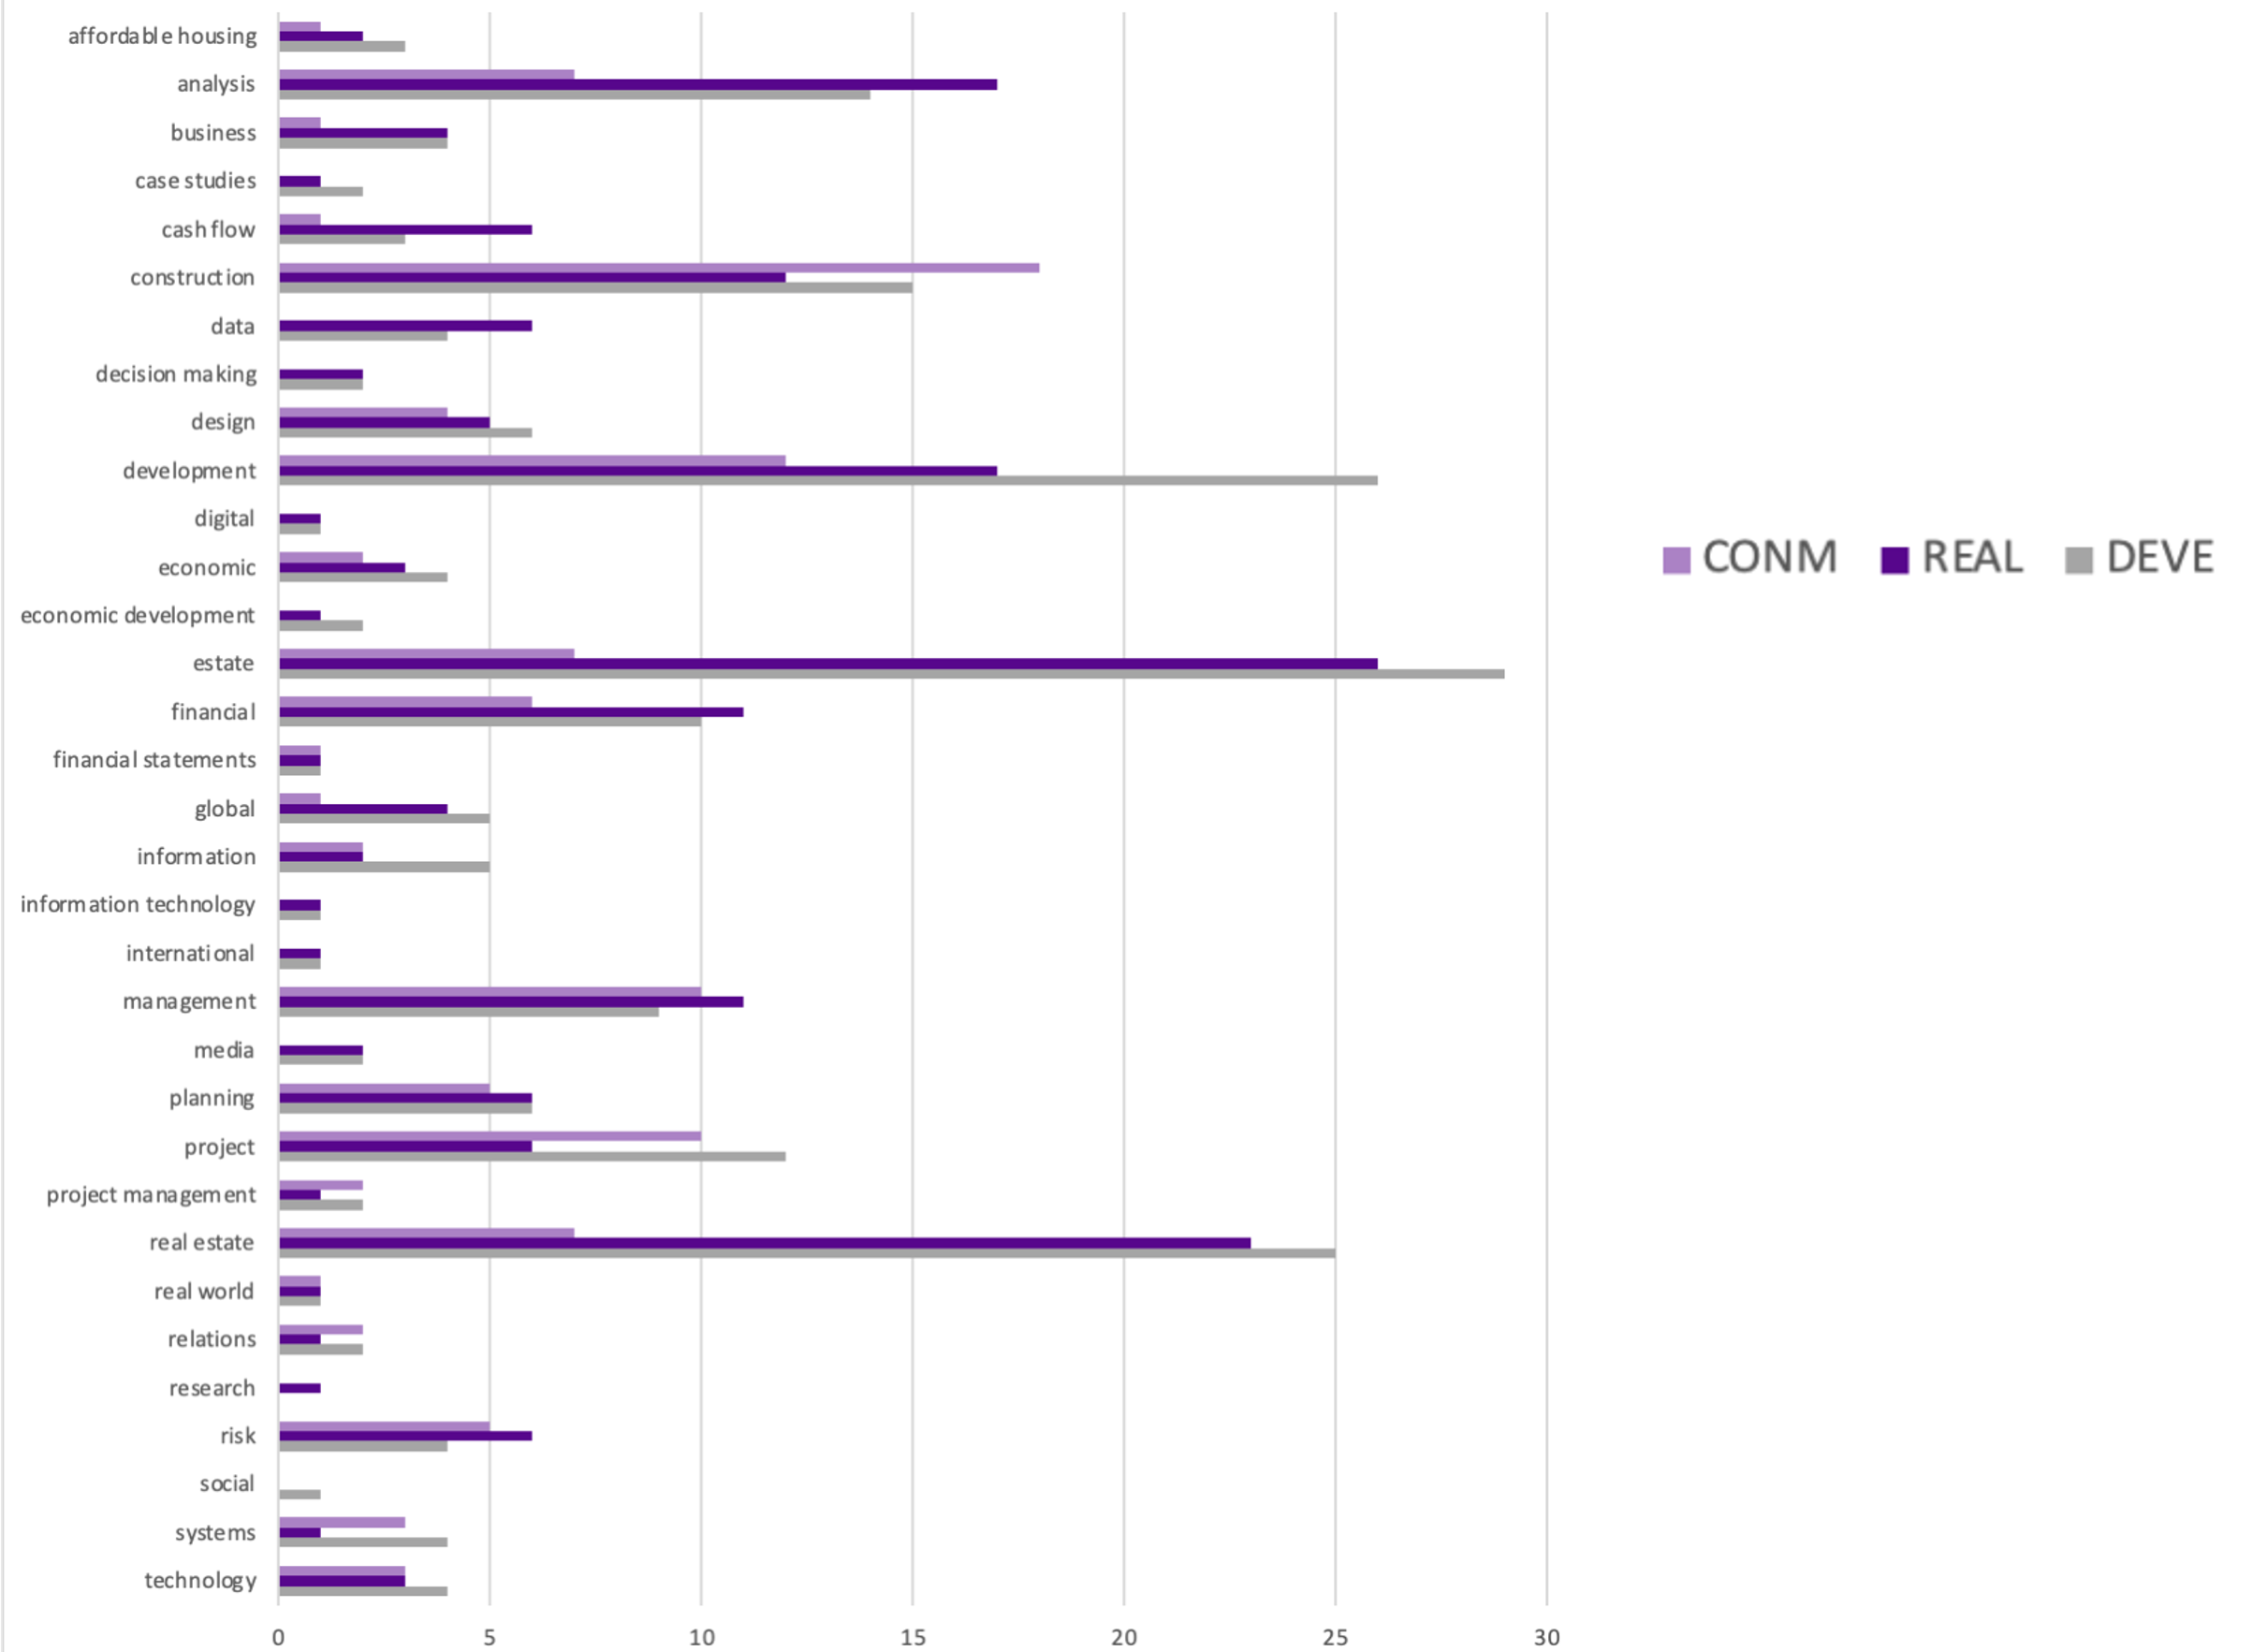 affordable housing
analysis
business
case studies
cash flow
construction
data
decision making
design
development
digital
economic
economic development
estate
financial
financial statements
global
information
information technology
international
management
media
planning
project
project management
real estate
real world
relations
research
risk
social
systems
technology
0 5 10 15 20 25 30
CONM REAL DEVE